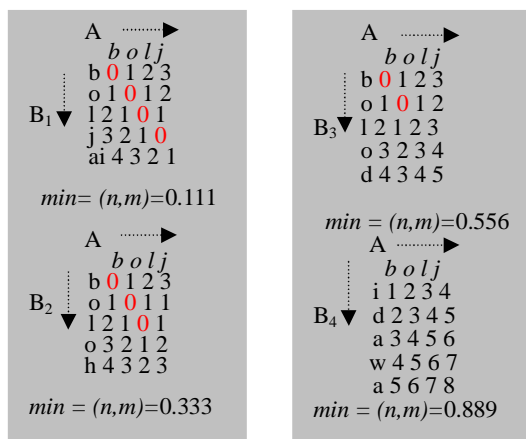 A
b o l j
b 0 1 2 3
o 1 0 1 2
l 2 1 0 1
j 3 2 1 0
ai 4 3 2 1
B1
min= (n,m)=0.111
A
b o l j
b 0 1 2 3
o 1 0 1 1
l 2 1 0 1
o 3 2 1 2
h 4 3 2 3
B2
min = (n,m)=0.333
A
b o l j
b 0 1 2 3
o 1 0 1 2
l 2 1 2 3
o 3 2 3 4
d 4 3 4 5
B3
min = (n,m)=0.556
A
b o l j
i 1 2 3 4
d 2 3 4 5
a 3 4 5 6
w 4 5 6 7
a 5 6 7 8
B4
min = (n,m)=0.889